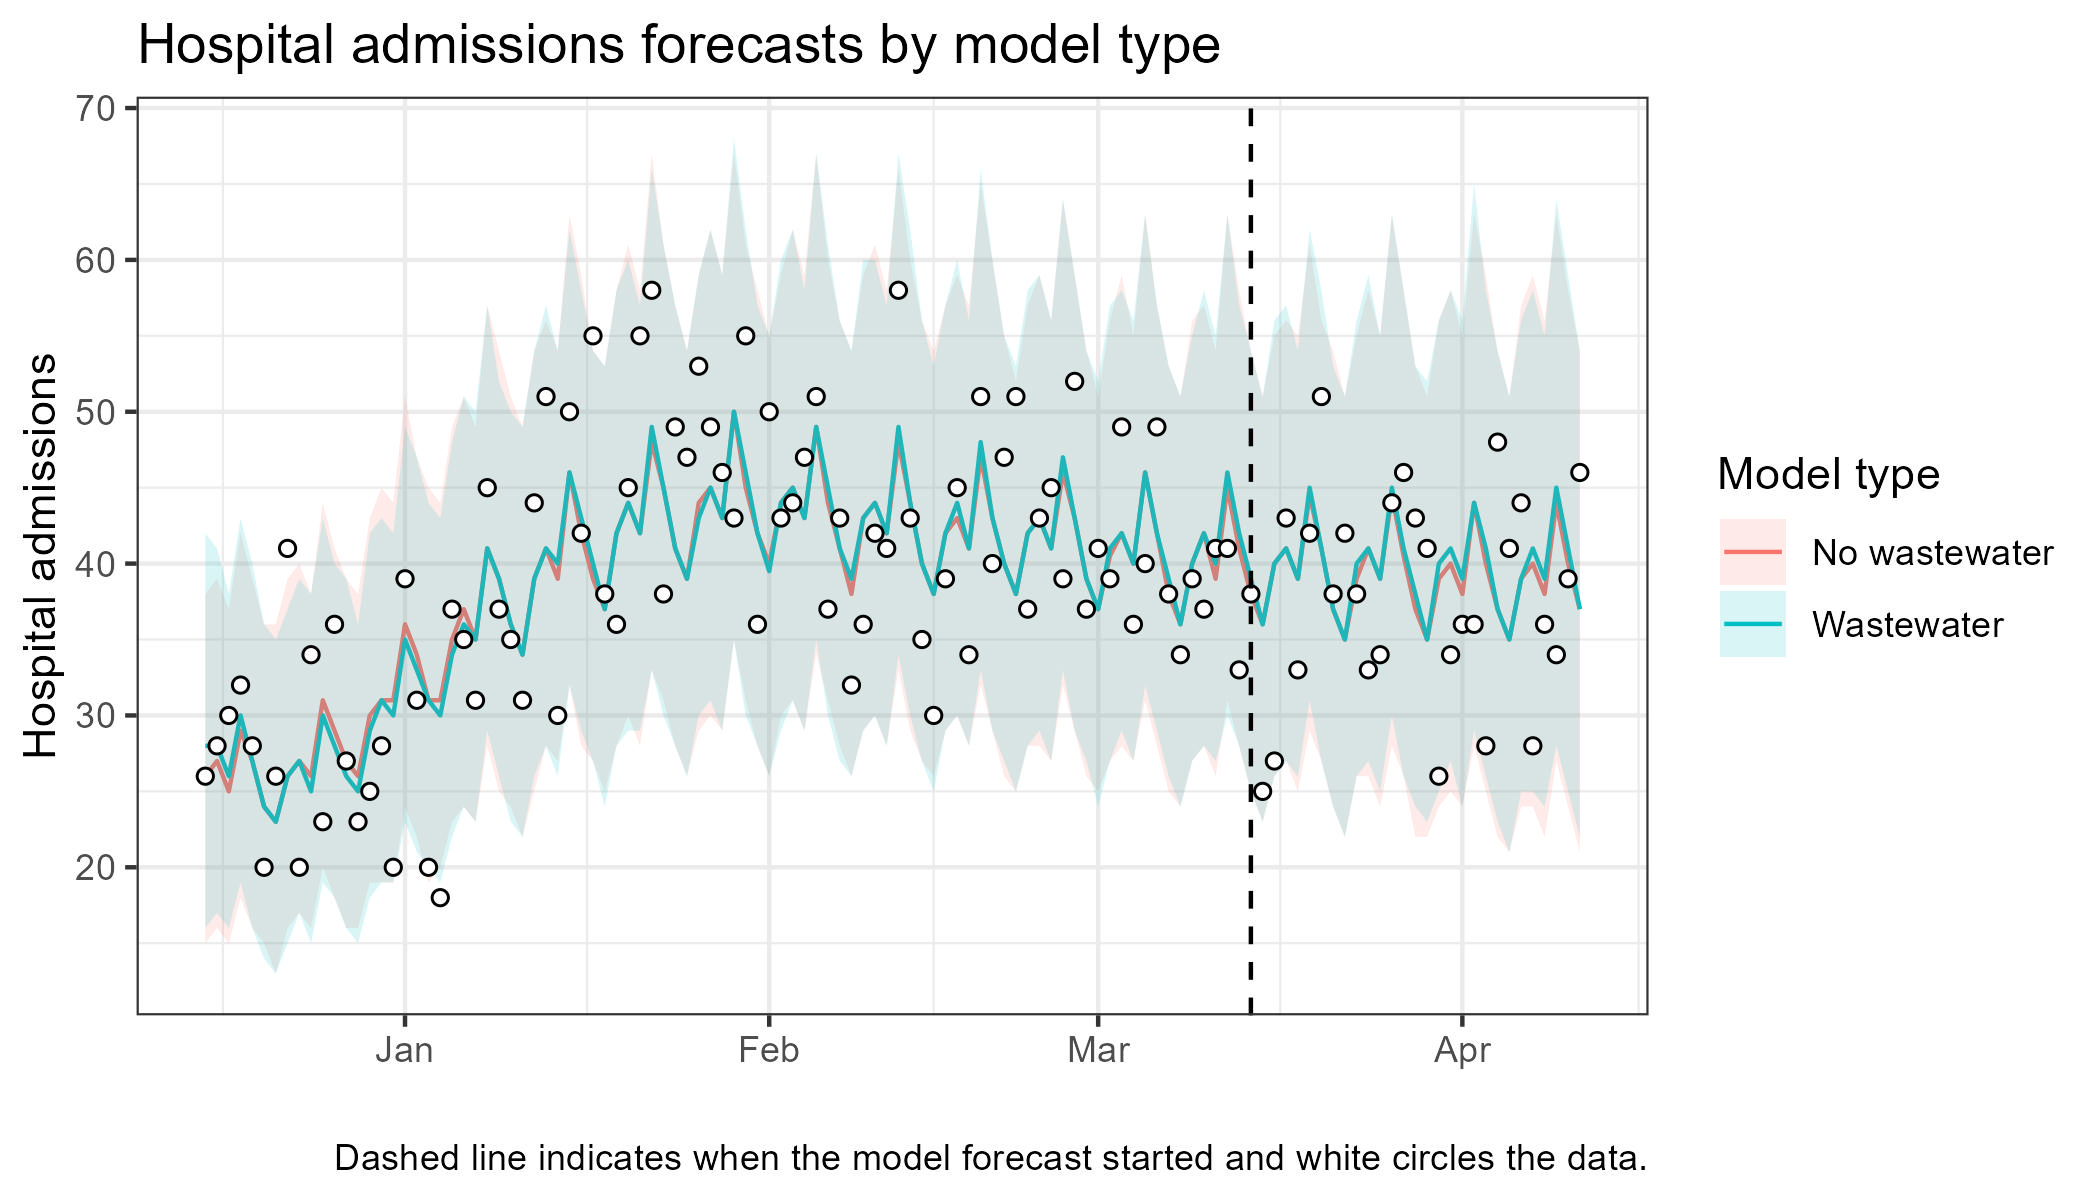 Hospital admissions forecasts by model type
70
60
50
40
30
20
Hospital admissions
Jan Feb Mar Apr
Model type
No wastewater
Wastewater
Dashed line indicates when the model forecast started and white circles the data.